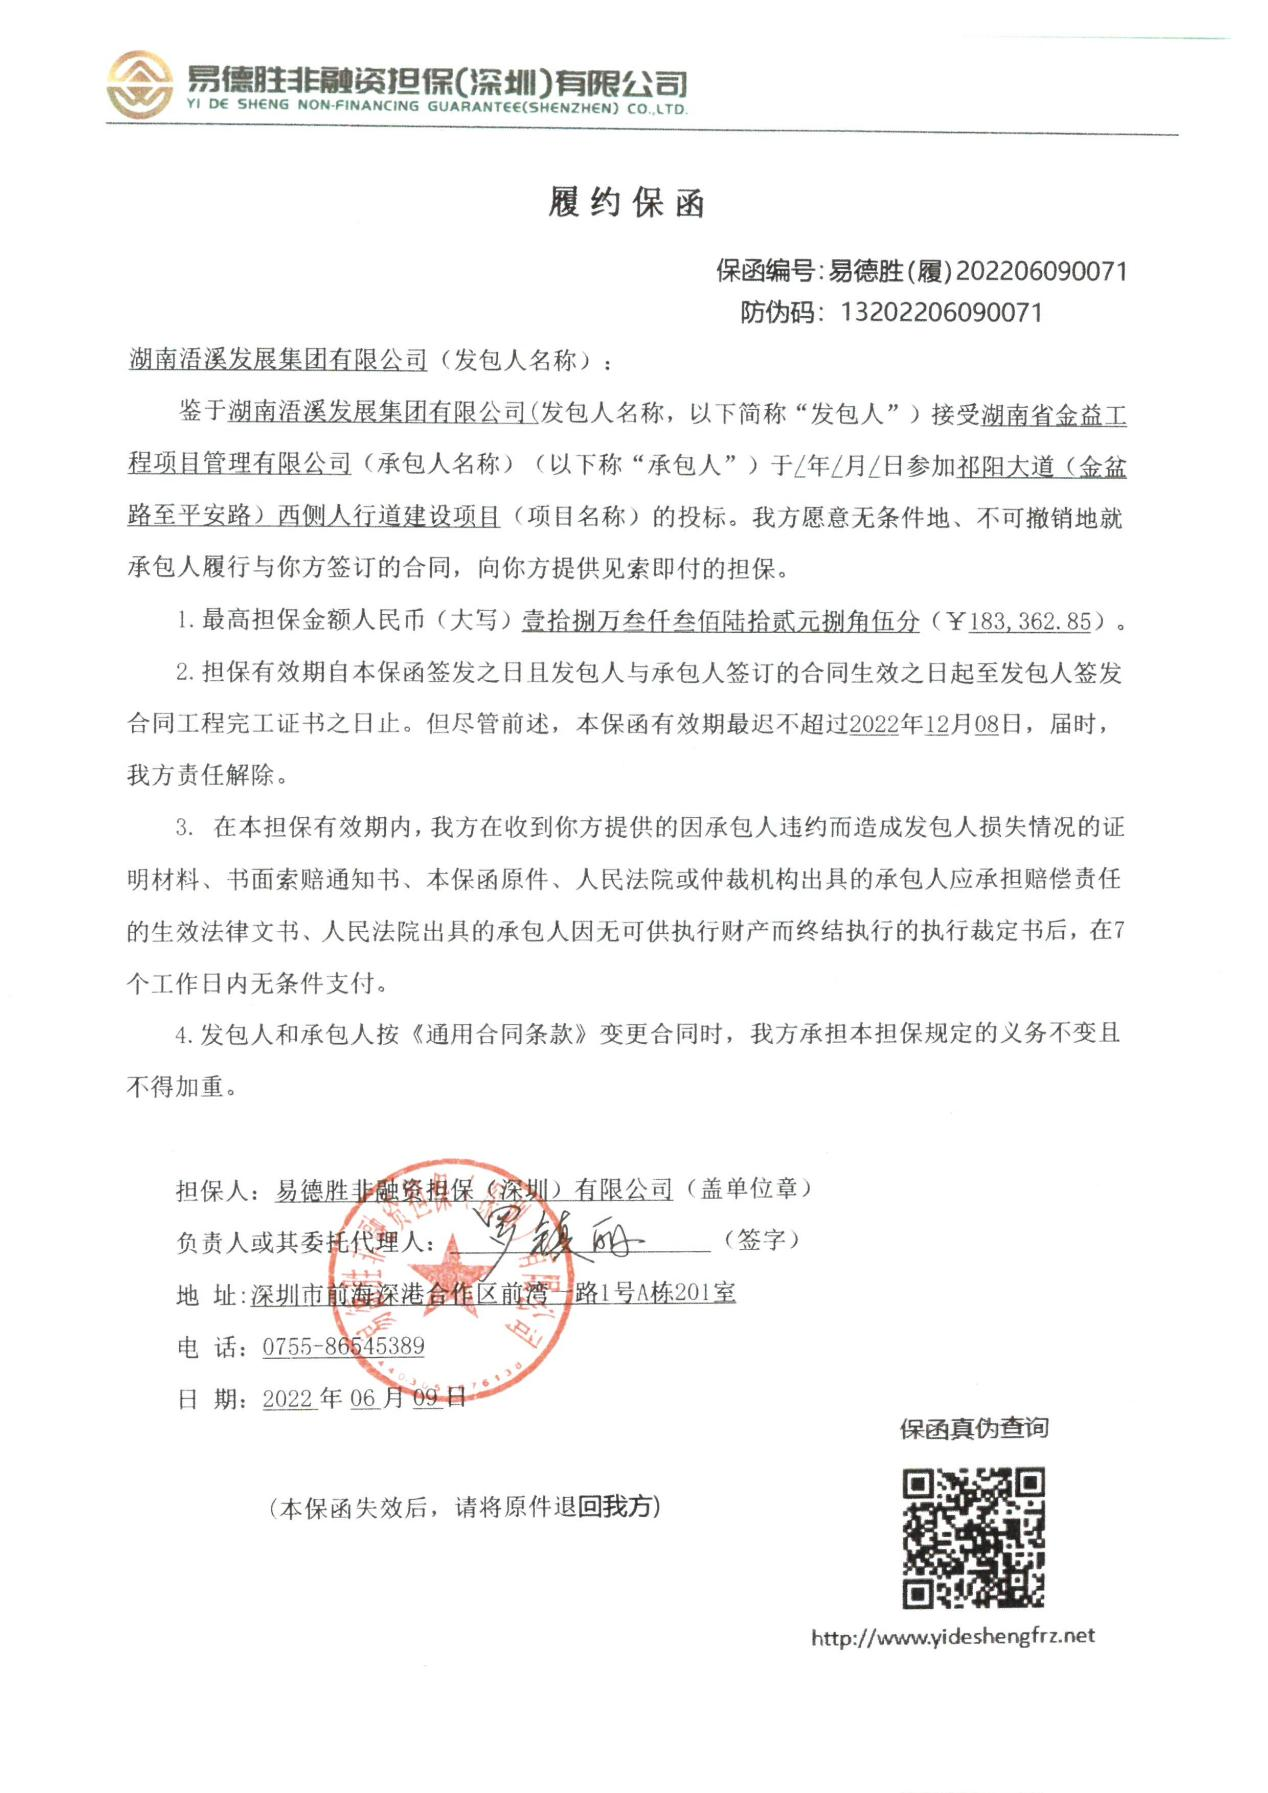 易德胜非融资担保(深圳)有限公司
YI DE SHENG NON-FINANCING GUARANTEE(SHENZHEN) CO.,LTD.
履约保函
保函编号:易德胜(履)202206090071
防伪码：13202206090071
湖南浯溪发展集团有限公司（发包人名称）：
鉴于湖南浯溪发展集团有限公司(发包人名称，以下简称“发包人”）接受湖南省金益工
程项目管理有限公司（承包人名称）（以下称“承包人”）于/年/月/日参加祁阳大道（金盆
路至平安路）西侧人行道建设项目（项目名称）的投标。我方愿意无条件地、不可撤销地就
承包人履行与你方签订的合同，向你方提供见索即付的担保。
1.最高担保金额人民币（大写）壹拾捌万叁仟叁佰陆拾贰元捌角伍分（￥183,362.85）。
2.担保有效期自本保函签发之日且发包人与承包人签订的合同生效之日起至发包人签发
合同工程完工证书之日止。但尽管前述，本保函有效期最迟不超过2022年12月08日，届时，
我方责任解除。
3. 在本担保有效期内，我方在收到你方提供的因承包人违约而造成发包人损失情况的证
明材料、书面索赔通知书、本保函原件、人民法院或仲裁机构出具的承包人应承担赔偿责任
的生效法律文书、人民法院出具的承包人因无可供执行财产而终结执行的执行裁定书后，在7
个工作日内无条件支付。
4.发包人和承包人按《通用合同条款》变更合同时，我方承担本担保规定的义务不变且
不得加重。
担保人：易德胜非融资担保（深圳）有限公司（盖单位章）
负责人或其委托代理人：罗镇丽（签字）
地 址:深圳市前海深港合作区前湾一路1号A栋201室
电 话：0755-86545389
日 期：2022 年 06 月 09 日
易德胜非融资担保（深圳）有限公司
保函真伪查询
(本保函失效后，请将原件退回我方)
http://www.yideshengfrz.net